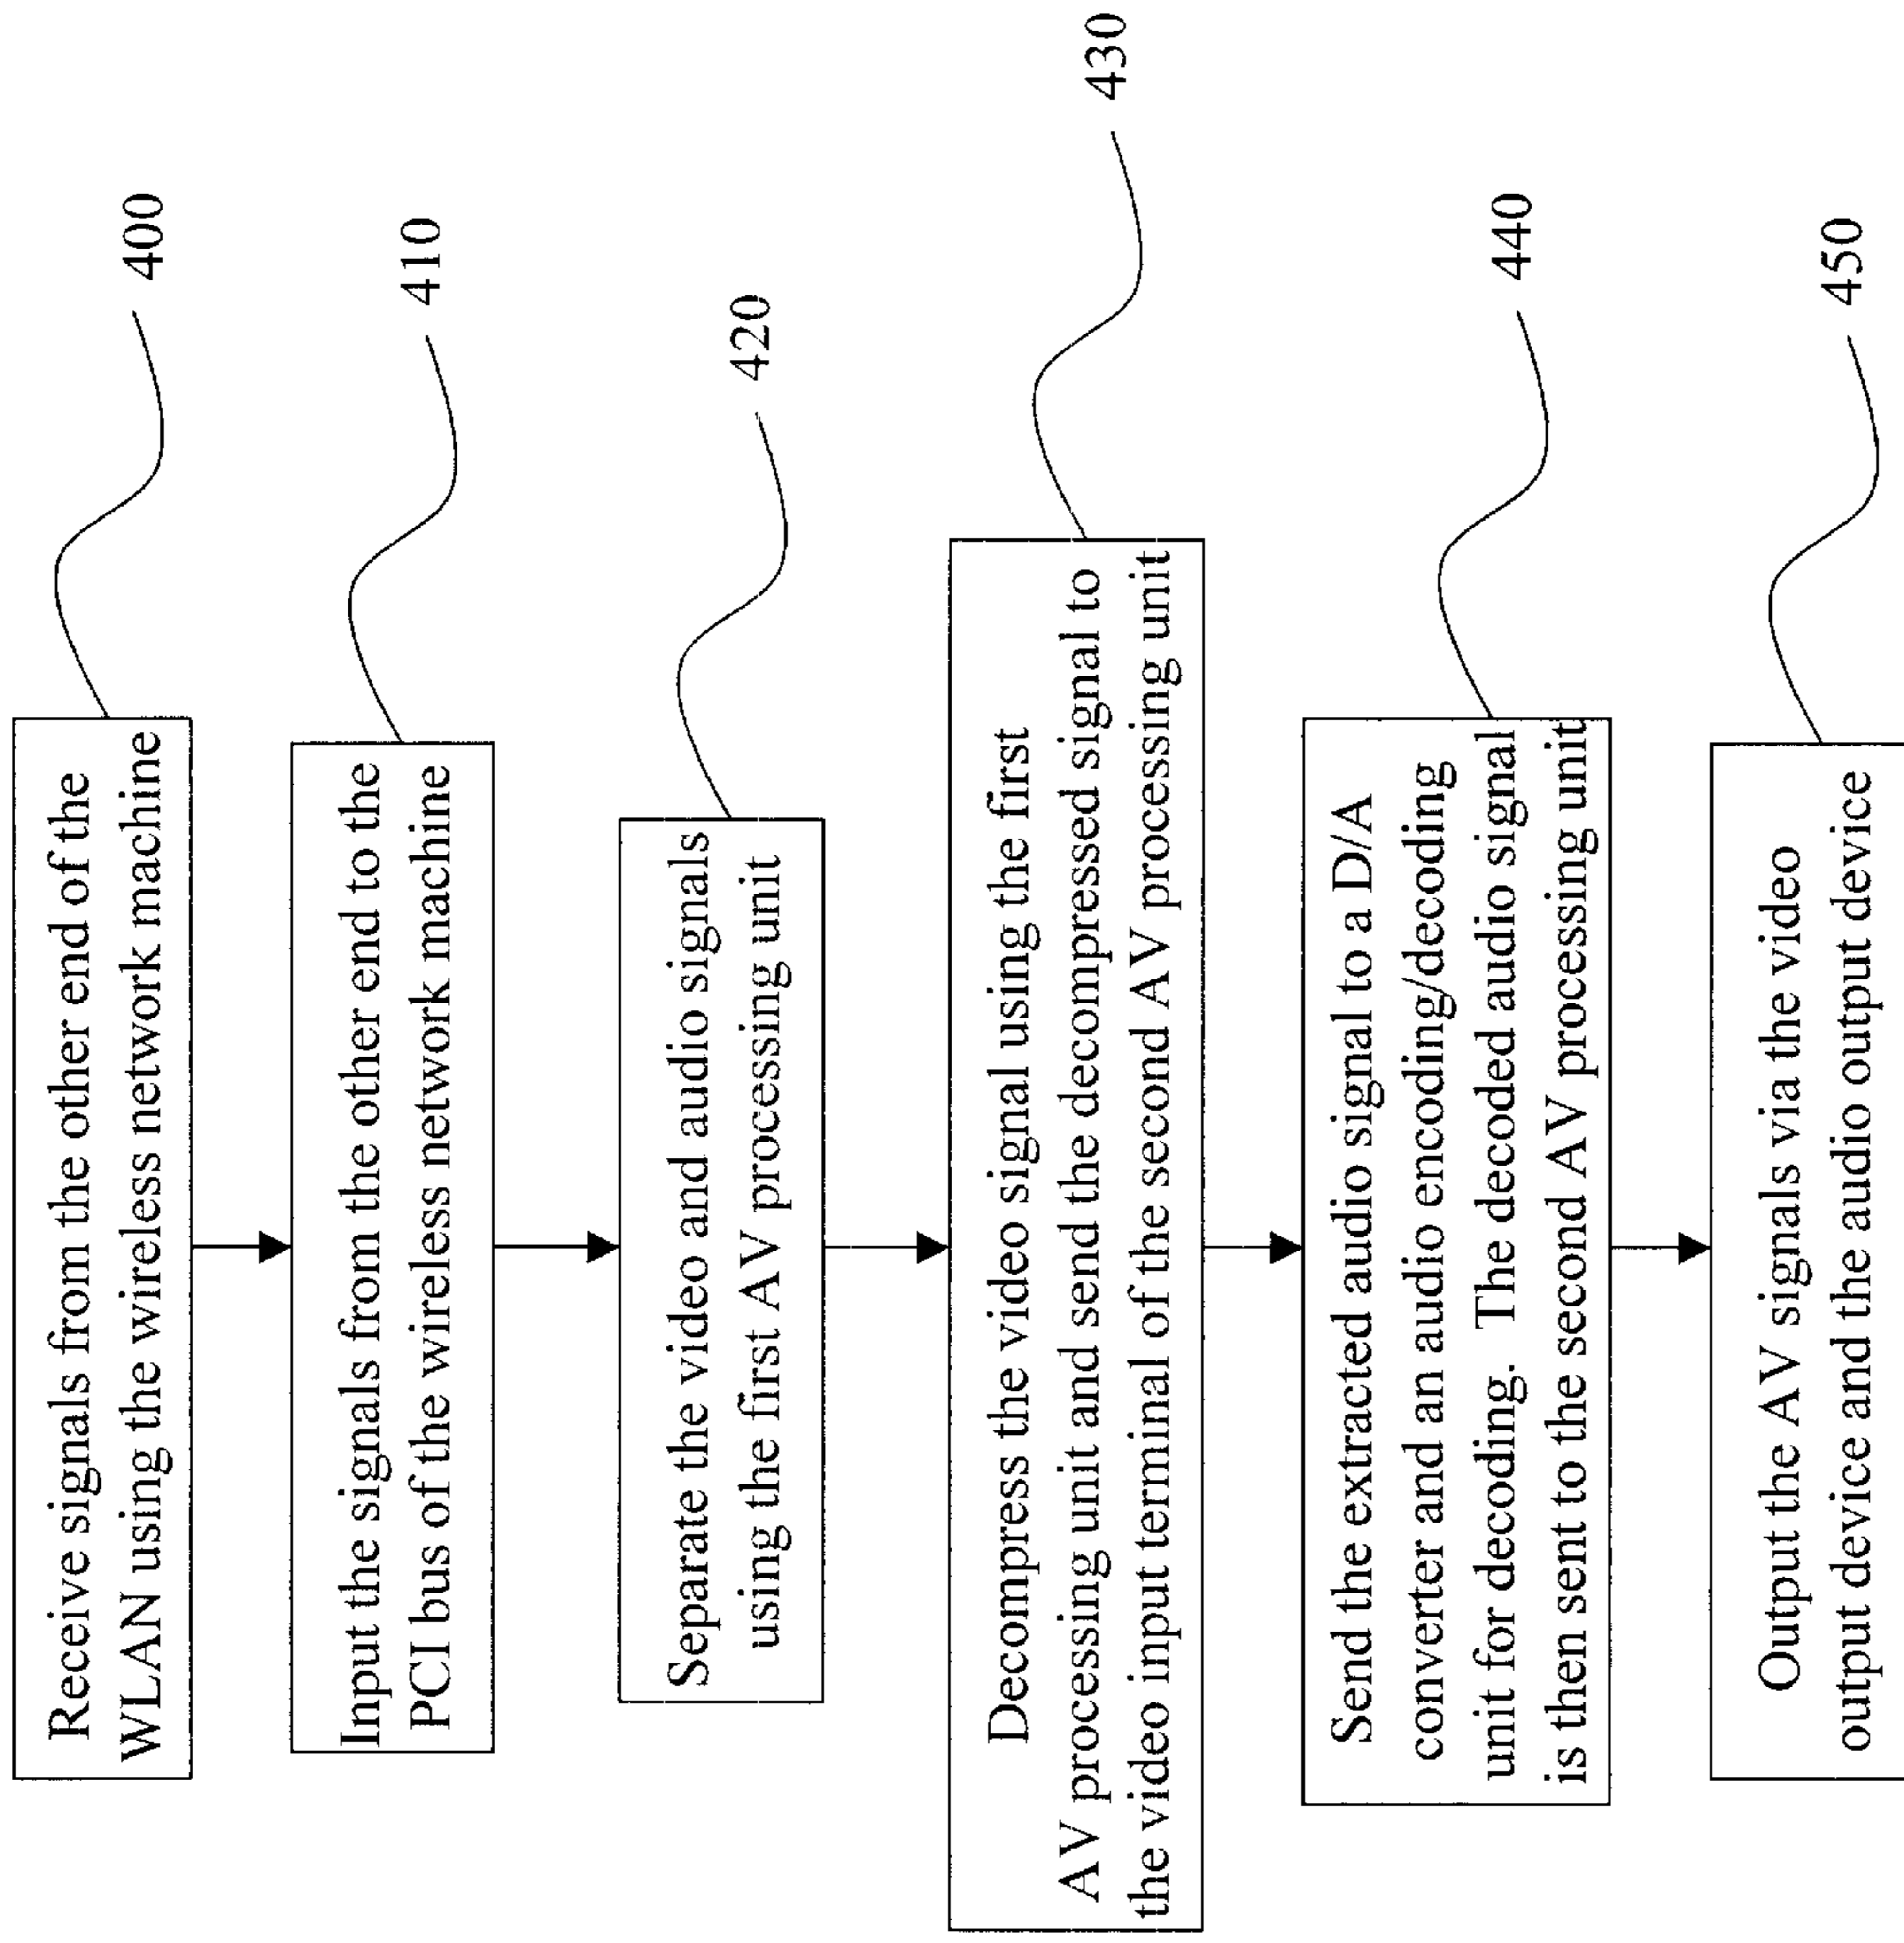 Receive signals from the other end of the
WLAN using the wireless network machine
400
Input the signals from the other end to the
PCI bus of the wireless network machine
410
Separate the video and audio signals
using the first AV processing unit
420
Decompress the video signal using the first
AV processing unit and send the decompressed signal to
the video input terminal of the second AV processing unit
430
Send the extracted audio signal to a D/A
converter and an audio encoding/decoding
unit for decoding. The decoded audio signal
is then sent to the second AV processing unit
440
Output the AV signals via the video
output device and the audio output device
450